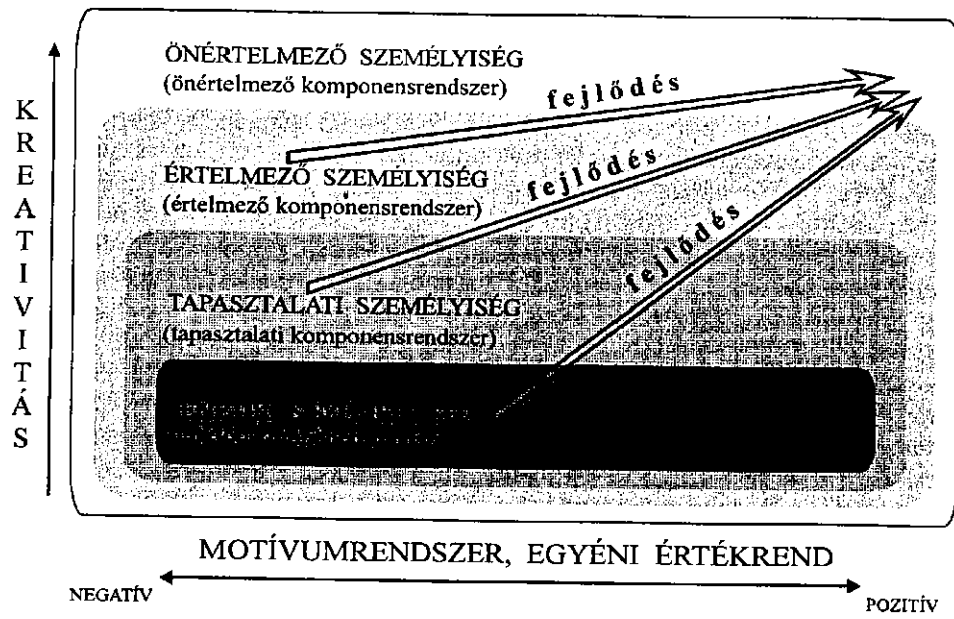 ÖNÉRTELMEZŐ SZEMÉLYISÉG
(önértelmező komponensrendszer)
fejlődés
ÉRTELMEZŐ SZEMÉLYISÉG
(értelmező komponensrendszer)
fejlődés
TAPASZTALATI SZEMÉLYISÉG
(tapasztalati komponensrendszer)
fejlődés
KREATIVITÁS
MOTÍVUMRENDSZER, EGYÉNI ÉRTÉKREND
NEGATÍV
POZITÍV